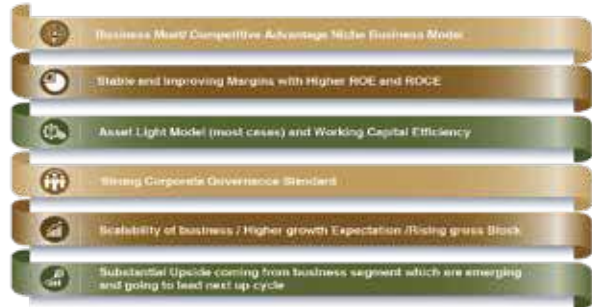 Business Moat/ Competitive Advantage Niche Business Model
Stable and Improving Margins with Higher ROE and ROCE
Asset Light Model (most cases) and Working Capital Efficiency
Strong Corporate Governance Standard
Scalability of business / Higher growth Expectation /Rising gross Block
Substantial Upside coming from business segment which are emerging
and going to lead next up cycle